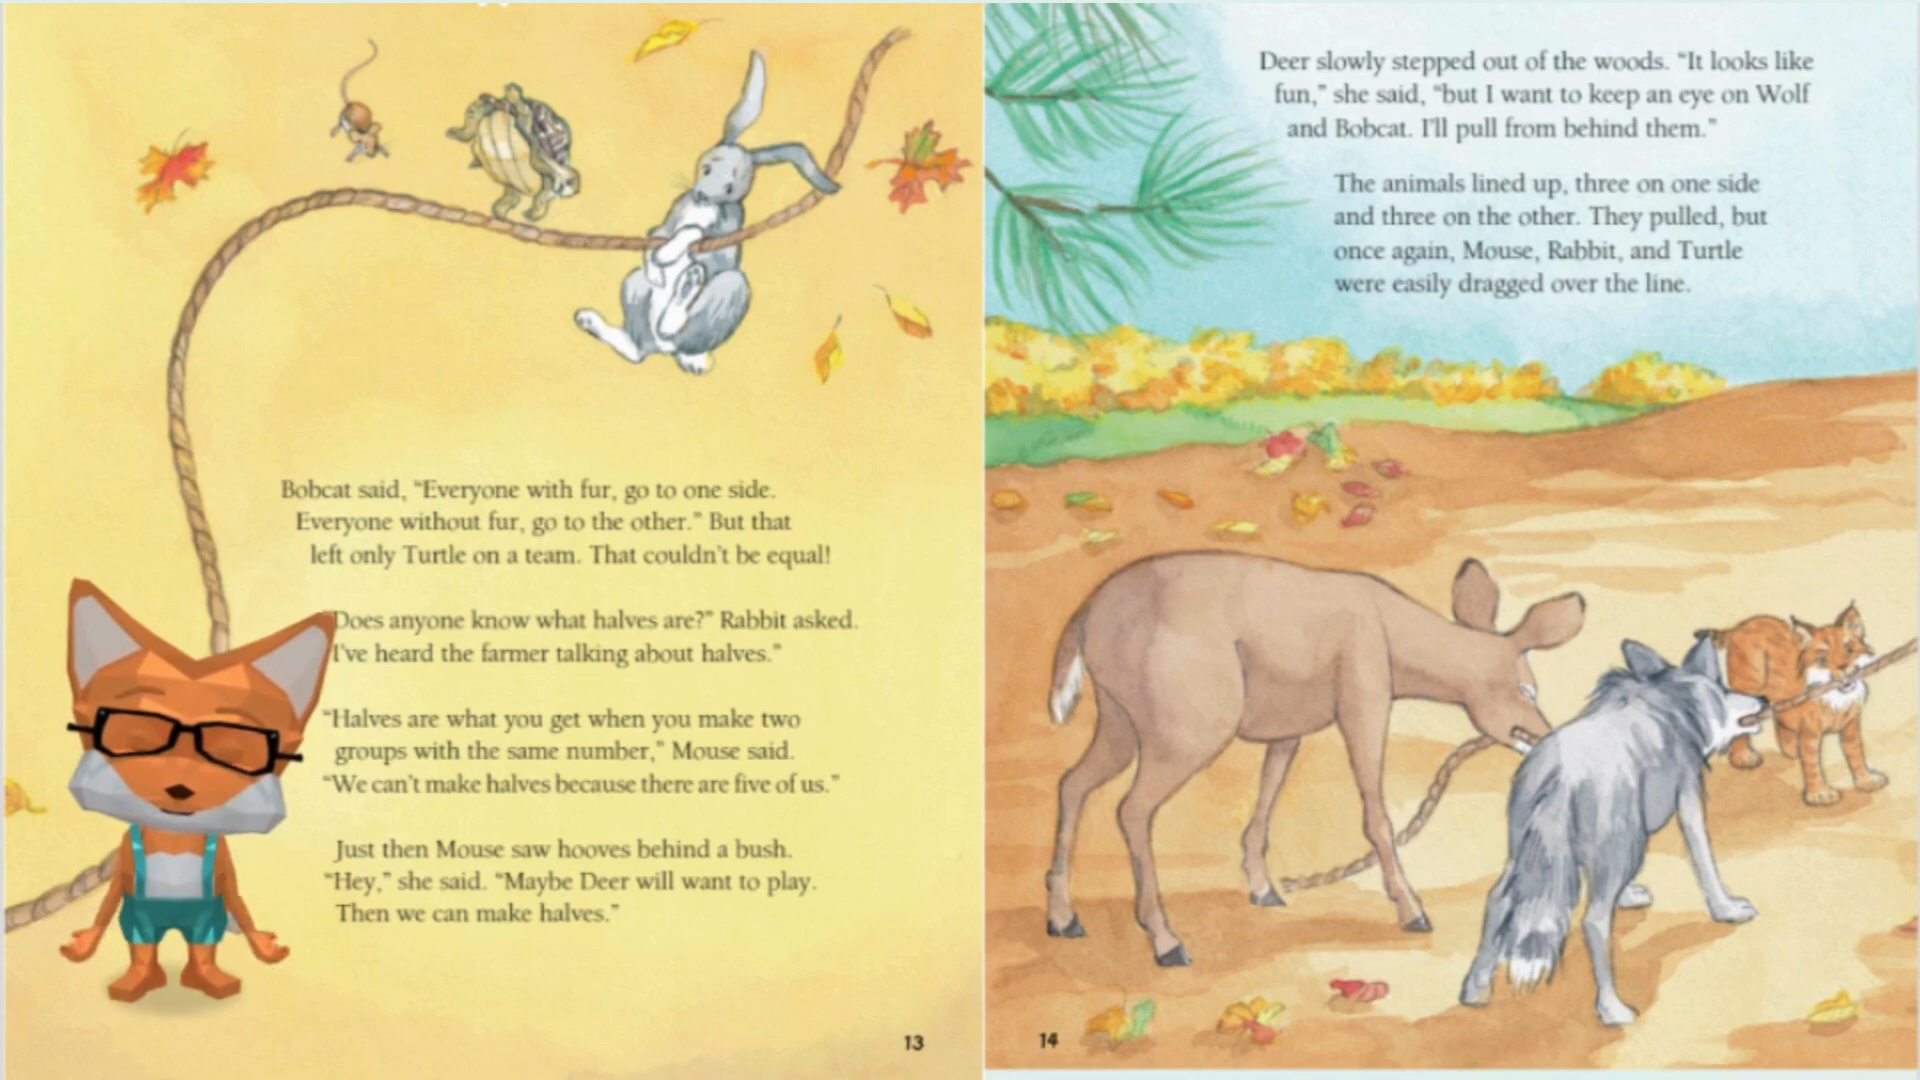 Bobcat said, “Everyone with fur, go to one side.
Everyone without fur, go to the other.” But that
left only Turtle on a team. That couldn’t be equal!
“Does anyone know what halves are?” Rabbit asked.
I’ve heard the farmer talking about halves.”
“Halves are what you get when you make two
groups with the same number,” Mouse said.
“We can’t make halves because there are five of us.”
Just then Mouse saw hooves behind a bush.
“Hey,” she said. “Maybe Deer will want to play.
Then we can make halves.”
13
Deer slowly stepped out of the woods. “It looks like
fun,” she said, “but I want to keep an eye on Wolf
and Bobcat. I’ll pull from behind them.”
The animals lined up, three on one side
and three on the other. They pulled, but
once again, Mouse, Rabbit, and Turtle
were easily dragged over the line.
14